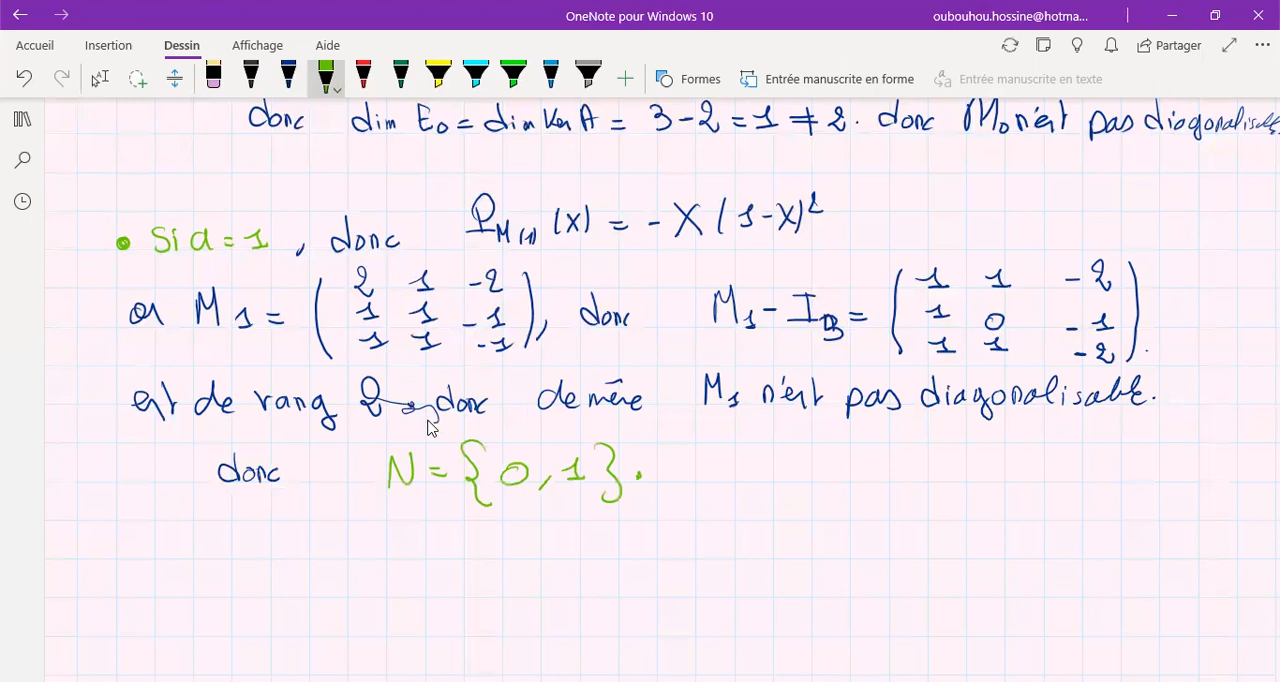 OneNote pour Windows 10
oubouhou.hossine@hotma...
Accueil Insertion Dessin Affichage Aide
Partager
Formes Entrée manuscrite en forme Entrée manuscrite en texte
donc dim E₀ = dim Ker A = 3 - 2 = 1 ≠ 2. donc M₀ n'est pas diagonalisable
• Si a = 1, donc P_M(1) (X) = - X (1-X)²
or M₁ = ( 2 1 -2 ; 1 1 -1 ; 1 1 -1 ), donc M₁ - I₃ = ( 1 1 -2 ; 1 0 -1 ; 1 1 -2 ).
est de rang 2, donc de même M₁ n'est pas diagonalisable.
donc N = {0, 1}.